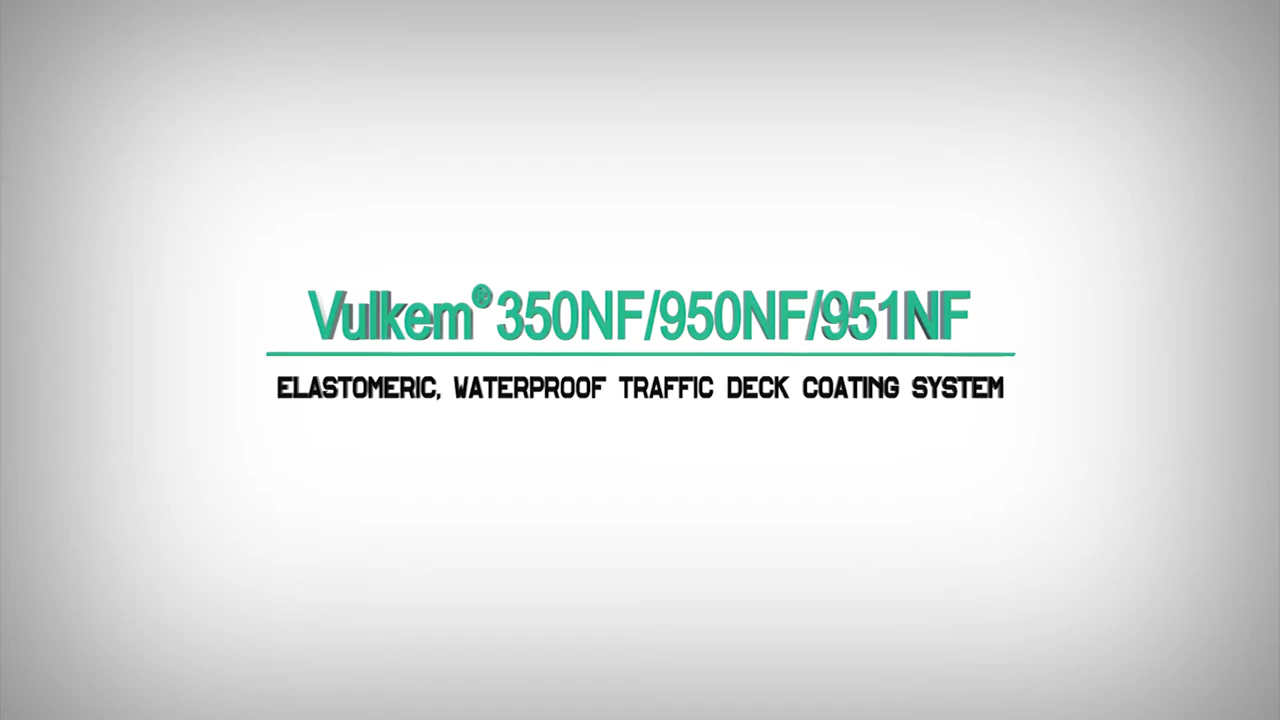 Vulkem® 350NF/950NF/951NF
ELASTOMERIC, WATERPROOF TRAFFIC DECK COATING SYSTEM